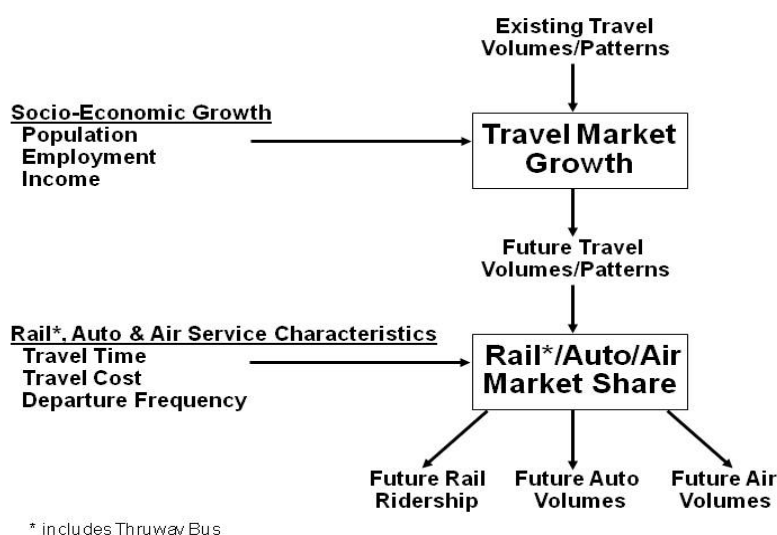 Existing Travel
Volumes/Patterns
Socio-Economic Growth
Population
Employment
Income
Travel Market
Growth
Future Travel
Volumes/Patterns
Rail*, Auto & Air Service Characteristics
Travel Time
Travel Cost
Departure Frequency
Rail*/Auto/Air
Market Share
Future Rail
Ridership
Future Auto
Volumes
Future Air
Volumes
* includes Thruway Bus